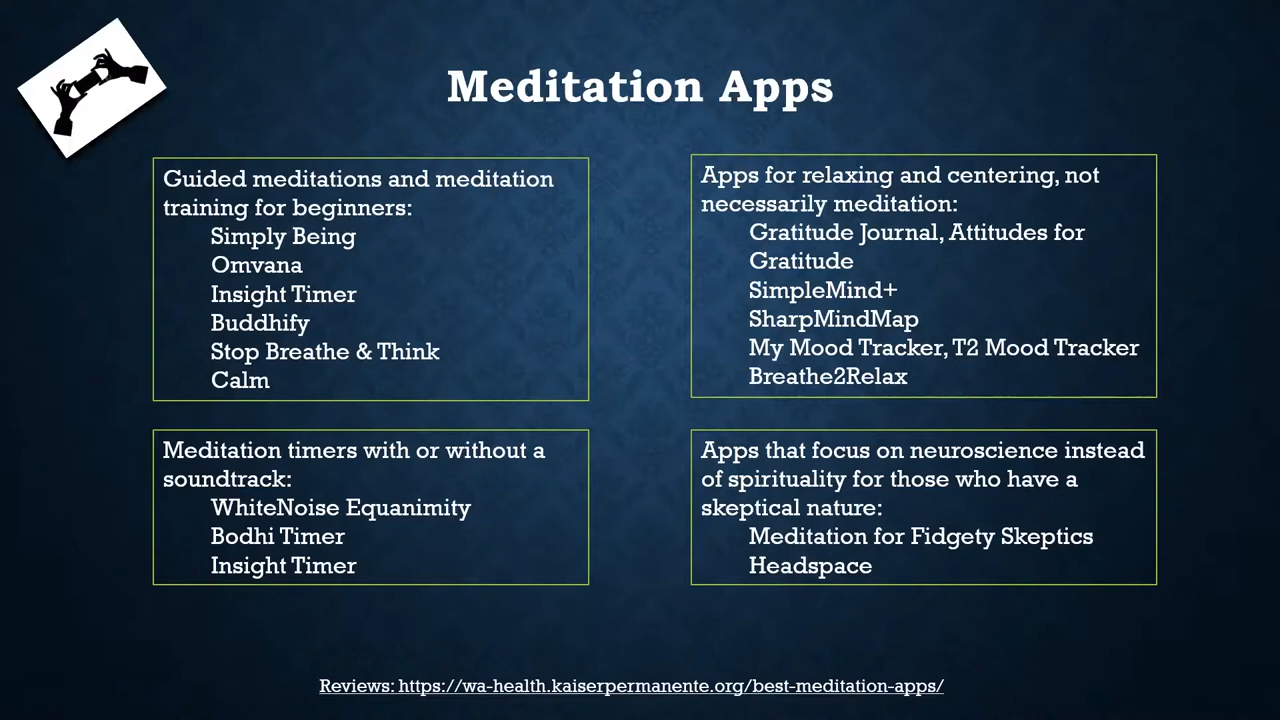 Meditation Apps
Guided meditations and meditation
training for beginners:
Simply Being
Omvana
Insight Timer
Buddhify
Stop Breathe & Think
Calm
Apps for relaxing and centering, not
necessarily meditation:
Gratitude Journal, Attitudes for
Gratitude
SimpleMind+
SharpMindMap
My Mood Tracker, T2 Mood Tracker
Breathe2Relax
Meditation timers with or without a
soundtrack:
WhiteNoise Equanimity
Bodhi Timer
Insight Timer
Apps that focus on neuroscience instead
of spirituality for those who have a
skeptical nature:
Meditation for Fidgety Skeptics
Headspace
Reviews: https://wa-health.kaiserpermanente.org/best-meditation-apps/